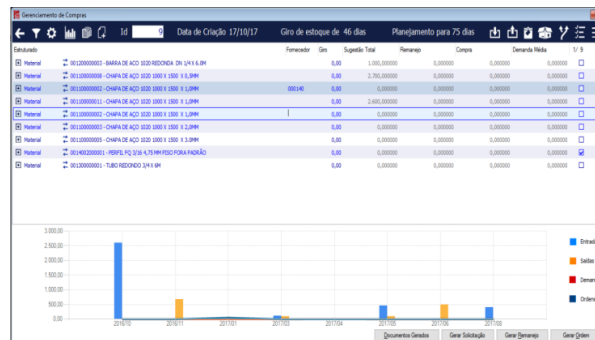 Gerenciamento de Compras
Id 9 Data de Criação 17/10/17 Giro de estoque de 46 dias Planejamento para 75 dias
Estruturado Fornecedor Giro Sugestão Total Remanejo Compra Demanda Média 1/ 9
Material 001200000003 - BARRA DE ACO 1020 REDONDA DN 1/4 X 6.0M 0,00 1.000,000000 0,000000 0,000000 0,000000
Material 001100000008 - CHAPA DE AÇO 1020 1000 X 1500 X 0,9MM 0,00 2.700,000000 0,000000 0,000000 0,000000
Material 001100000002 - CHAPA DE AÇO 1020 1000 X 1500 X 1,0MM 000140 0,00 0,000000 0,000000 0,000000 0,000000
Material 001100000011 - CHAPA DE AÇO 1020 1000 X 1500 X 1,0MM 0,00 2.600,000000 0,000000 0,000000 0,000000
Material 001100000002 - CHAPA DE AÇO 1020 1000 X 1500 X 1,0MM 0,00 0,000000 0,000000 0,000000 0,000000
Material 001100000003 - CHAPA DE AÇO 1020 1000 X 1500 X 2.0MM 0,00 0,000000 0,000000 0,000000 0,000000
Material 001100000005 - CHAPA DE AÇO 1020 1000 X 1500 X 3.0MM 0,00 0,000000 0,000000 0,000000 0,000000
Material 0014002000001 - PERFIL FQ 3/16 4,75 MM PISO FORA PADRÃO 0,00 0,000000 0,000000 0,000000 0,000000
Material 001300000001 - TUBO REDONDO 3/4 X 6M 0,00 0,000000 0,000000 0,000000 0,000000
3.000,00
2.500,00
2.000,00
1.500,00
1.000,00
500,00
0,00
2016/10 2016/11 2017/01 2017/03 2017/04 2017/05 2017/06 2017/08
Entrada
Saídas
Deman
Ordens
Documentos Gerados Gerar Solicitação Gerar Remanejo Gerar Ordem